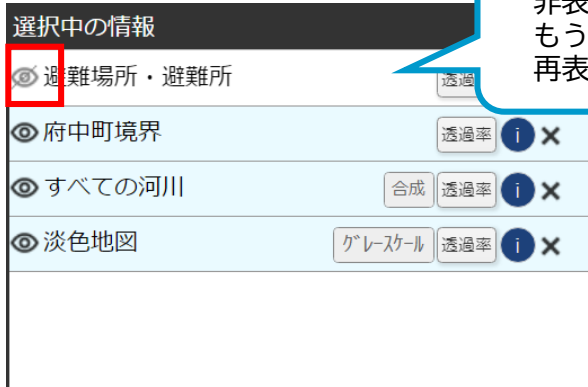 選択中の情報
非表
もう
再表
避難場所・避難所
透過
府中町境界
透過率 i
すべての河川
合成 透過率 i
淡色地図
グレースケール 透過率 i